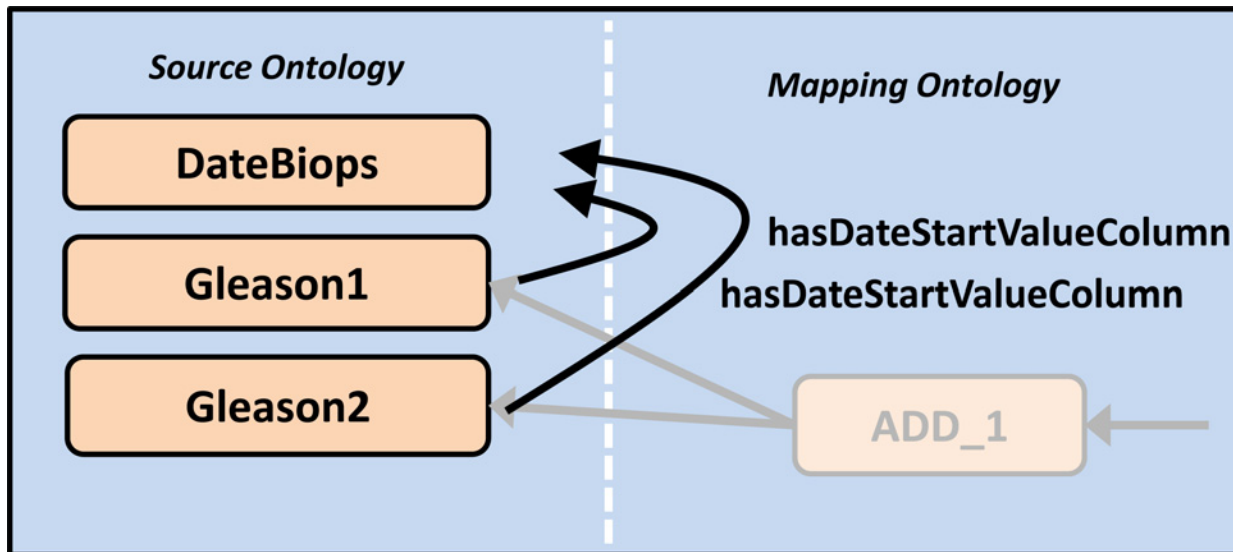 Source Ontology
Mapping Ontology
DateBiops
hasDateStartValueColumn
Gleason1
hasDateStartValueColumn
Gleason2
ADD_1